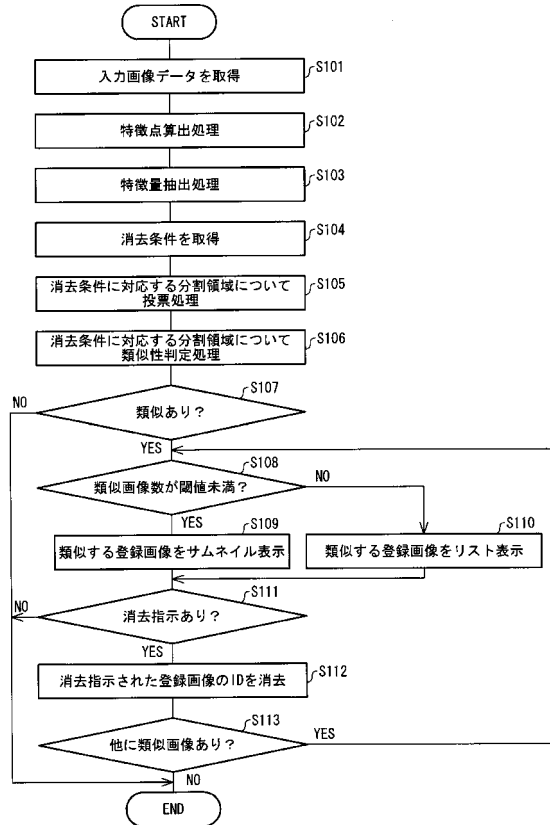 START
入力画像データを取得
S101
特徴点算出処理
S102
特徴量抽出処理
S103
消去条件を取得
S104
消去条件に対応する分割領域について
投票処理
S105
消去条件に対応する分割領域について
類似性判定処理
S106
S107
NO
類似あり？
YES
S108
類似画像数が閾値未満？
NO
YES
S109
類似する登録画像をサムネイル表示
S110
類似する登録画像をリスト表示
S111
NO
消去指示あり？
YES
消去指示された登録画像のIDを消去
S112
S113
他に類似画像あり？
YES
NO
END